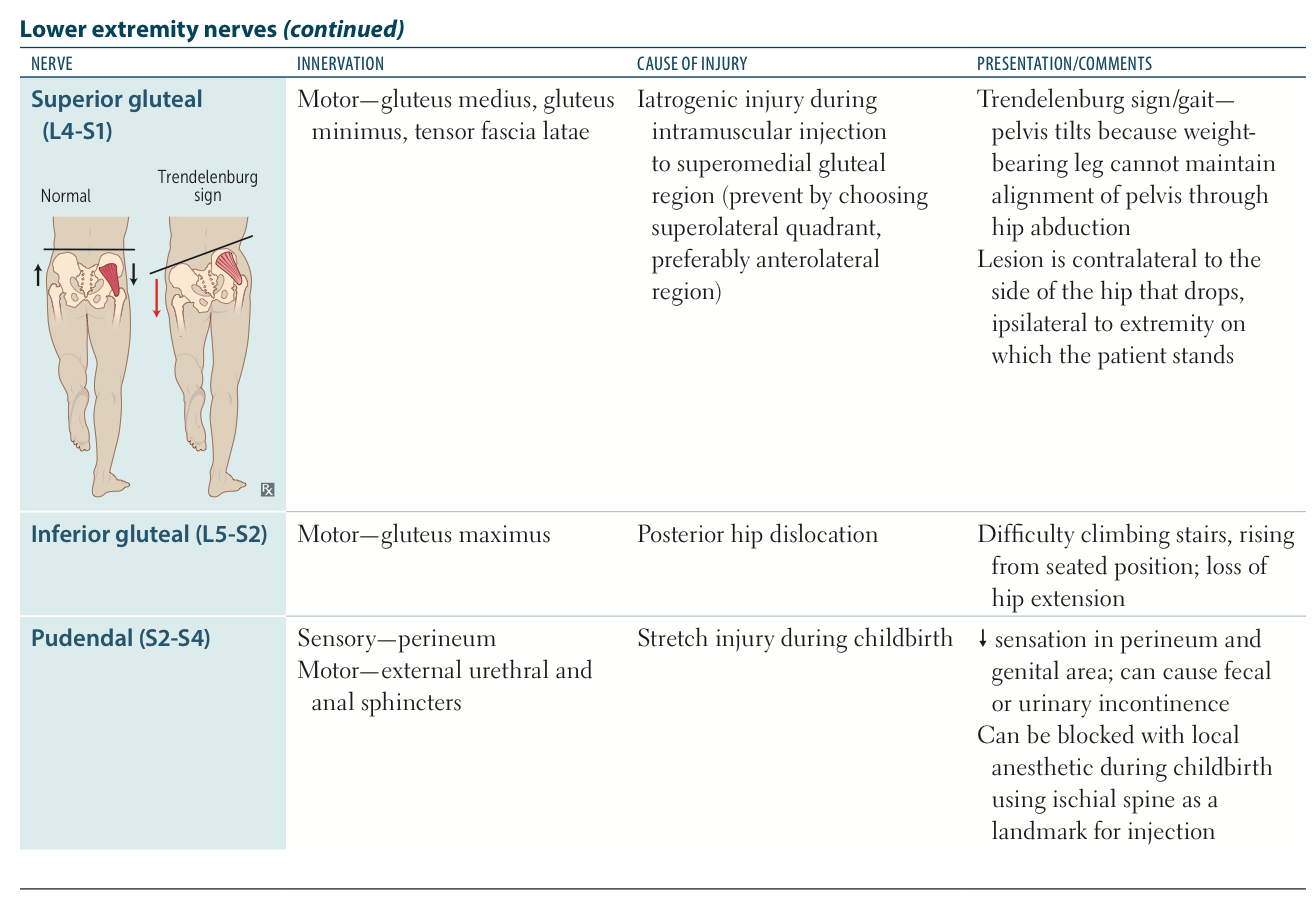 Lower extremity nerves (continued)
NERVE
INNERVATION
CAUSE OF INJURY
PRESENTATION/COMMENTS
Superior gluteal
(L4-S1)
Normal
Trendelenburg
sign
Rx
Motor—gluteus medius, gluteus
minimus, tensor fascia latae
Iatrogenic injury during
intramuscular injection
to superomedial gluteal
region (prevent by choosing
superolateral quadrant,
preferably anterolateral
region)
Trendelenburg sign/gait—
pelvis tilts because weight-
bearing leg cannot maintain
alignment of pelvis through
hip abduction
Lesion is contralateral to the
side of the hip that drops,
ipsilateral to extremity on
which the patient stands
Inferior gluteal (L5-S2)
Motor—gluteus maximus
Posterior hip dislocation
Difficulty climbing stairs, rising
from seated position; loss of
hip extension
Pudendal (S2-S4)
Sensory—perineum
Motor—external urethral and
anal sphincters
Stretch injury during childbirth
↓ sensation in perineum and
genital area; can cause fecal
or urinary incontinence
Can be blocked with local
anesthetic during childbirth
using ischial spine as a
landmark for injection